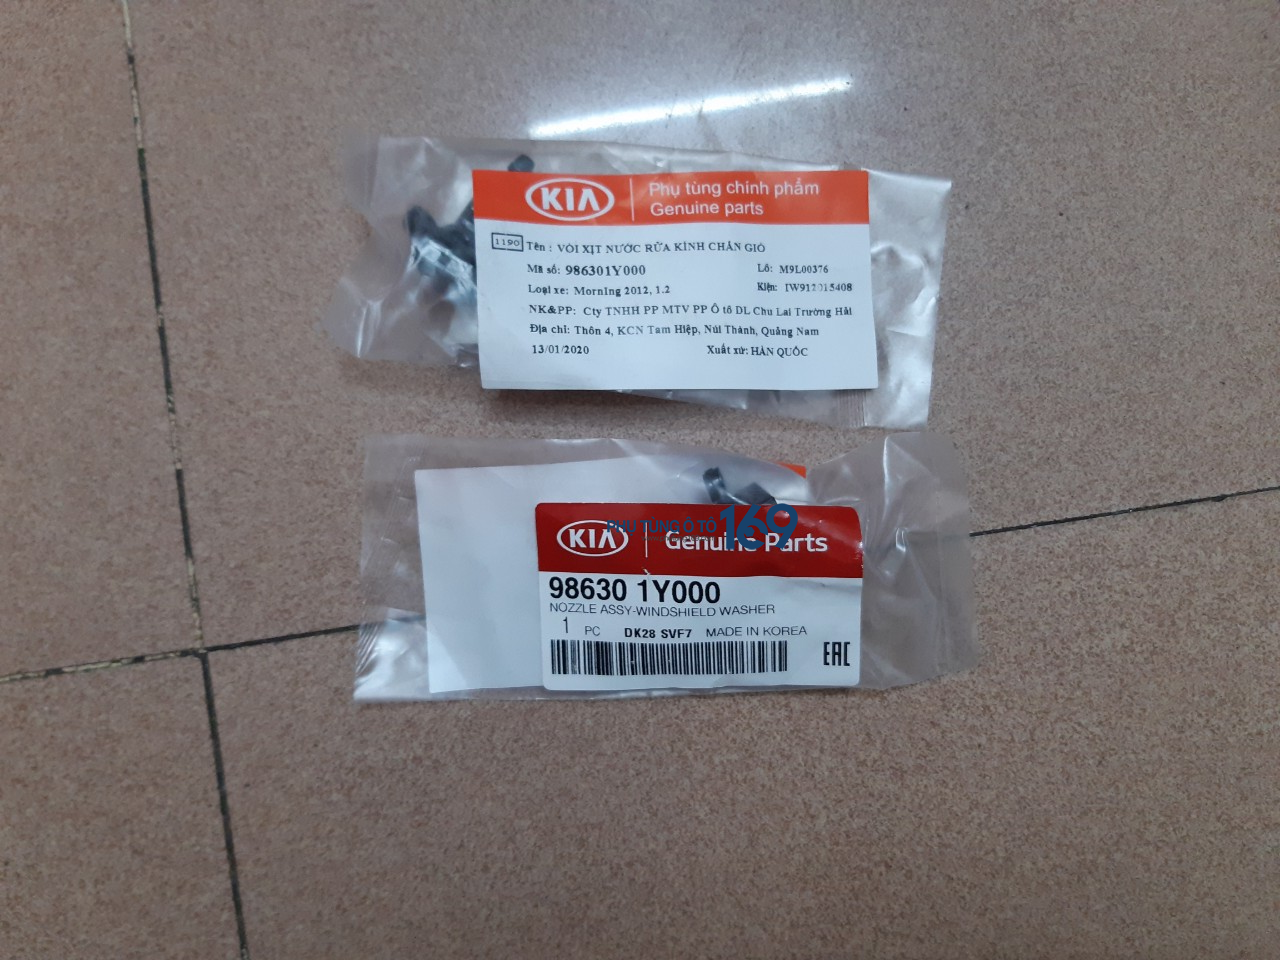 KIA
Phụ tùng chính phẩm
Genuine parts
1190 Tên : VÒI XỊT NƯỚC RỬA KÍNH CHẮN GIÓ
Mã số: 986301Y000 Lô: M9L00376
Loại xe: Morning 2012, 1.2 Kiện: IW912015408
NK&PP: Cty TNHH PP MTV PP Ô tô DL Chu Lai Trường Hải
Địa chỉ: Thôn 4, KCN Tam Hiệp, Núi Thành, Quảng Nam
13/01/2020 Xuất xứ: HÀN QUỐC
PHỤ TÙNG Ô TÔ 169
KIA Genuine Parts
98630 1Y000
NOZZLE ASSY-WINDSHIELD WASHER
1 PC DK28 SVF7 MADE IN KOREA
EAC